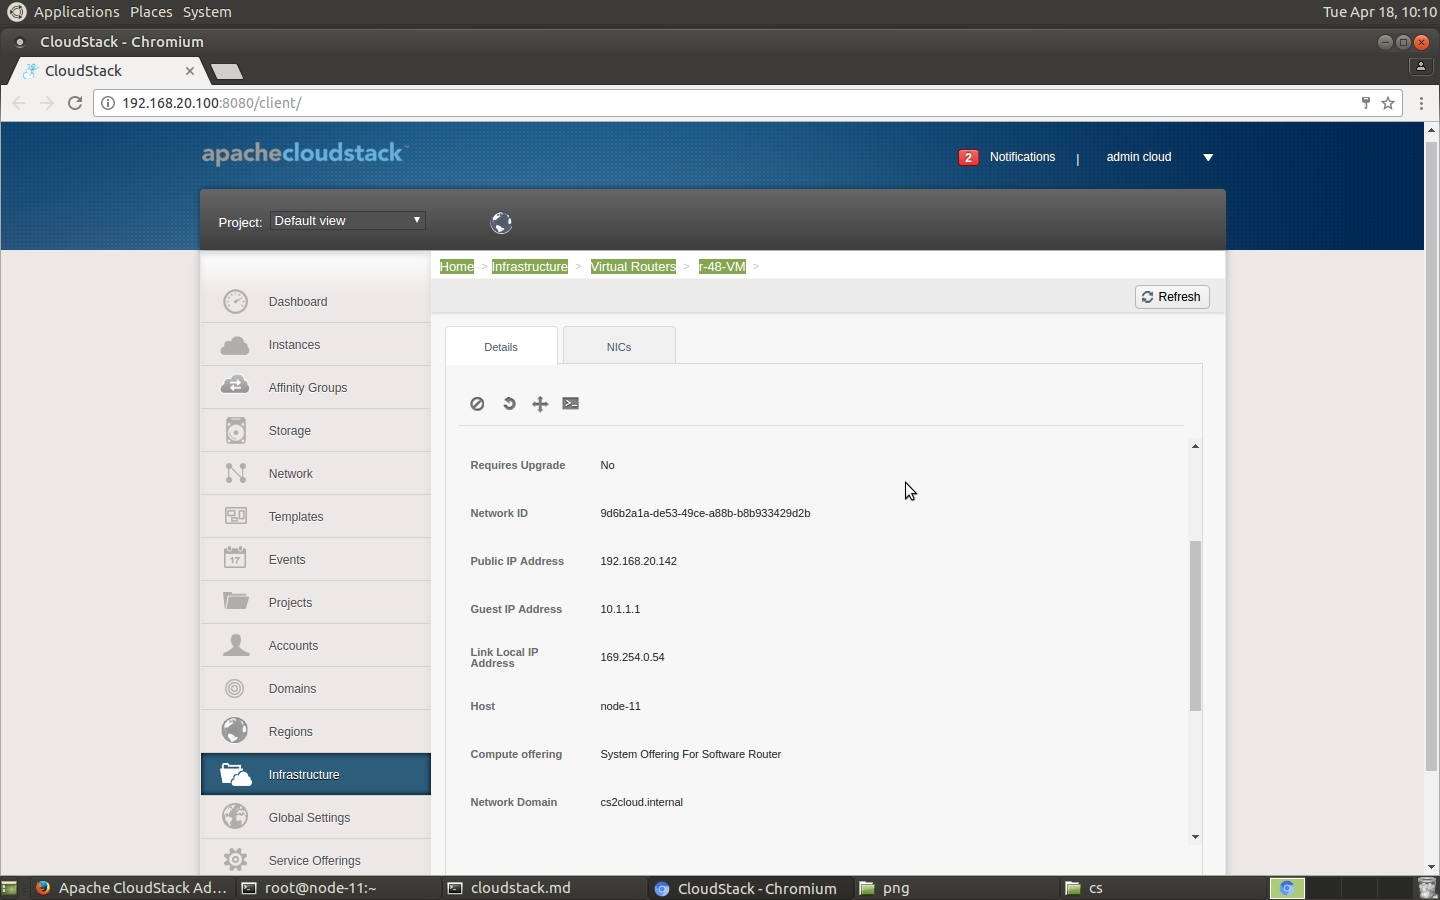 Applications Places System
Tue Apr 18, 10:10
CloudStack - Chromium
CloudStack
192.168.20.100:8080/client/
apachecloudstack™
2 Notifications | admin cloud
Project: Default view
Home > Infrastructure > Virtual Routers > r-48-VM >
Refresh
Dashboard
Instances
Affinity Groups
Storage
Network
Templates
17
Events
Projects
Accounts
Domains
Regions
Infrastructure
Global Settings
Service Offerings
Details
NICs
Requires Upgrade No
Network ID 9d6b2a1a-de53-49ce-a88b-b8b933429d2b
Public IP Address 192.168.20.142
Guest IP Address 10.1.1.1
Link Local IP
Address 169.254.0.54
Host node-11
Compute offering System Offering For Software Router
Network Domain cs2cloud.internal
Apache CloudStack Ad... root@node-11:~ cloudstack.md CloudStack - Chromium png cs